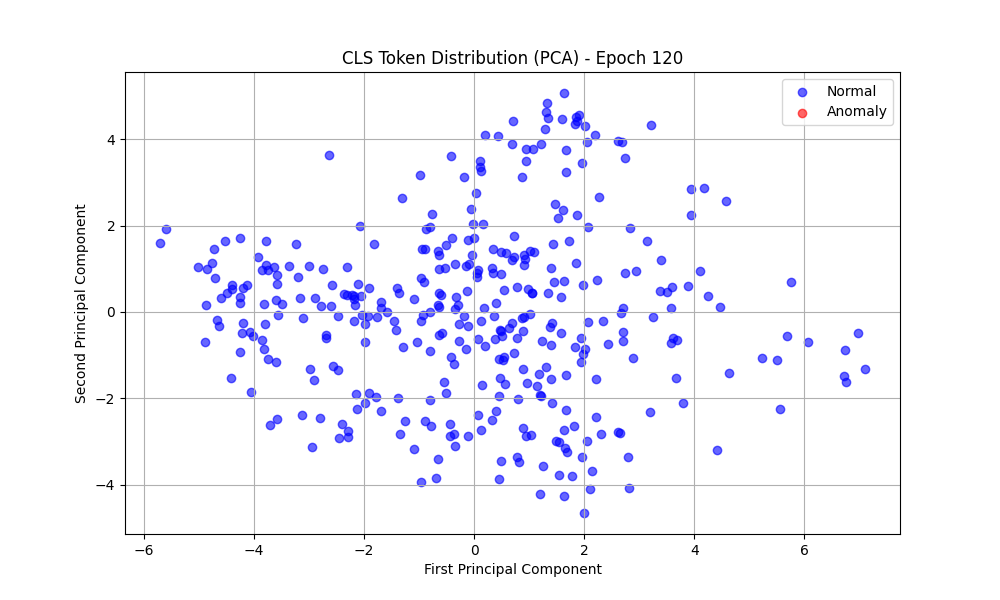 CLS Token Distribution (PCA) - Epoch 120
Normal
Anomaly
Second Principal Component
4
2
0
−2
−4
−6
−4
−2
0
2
4
6
First Principal Component